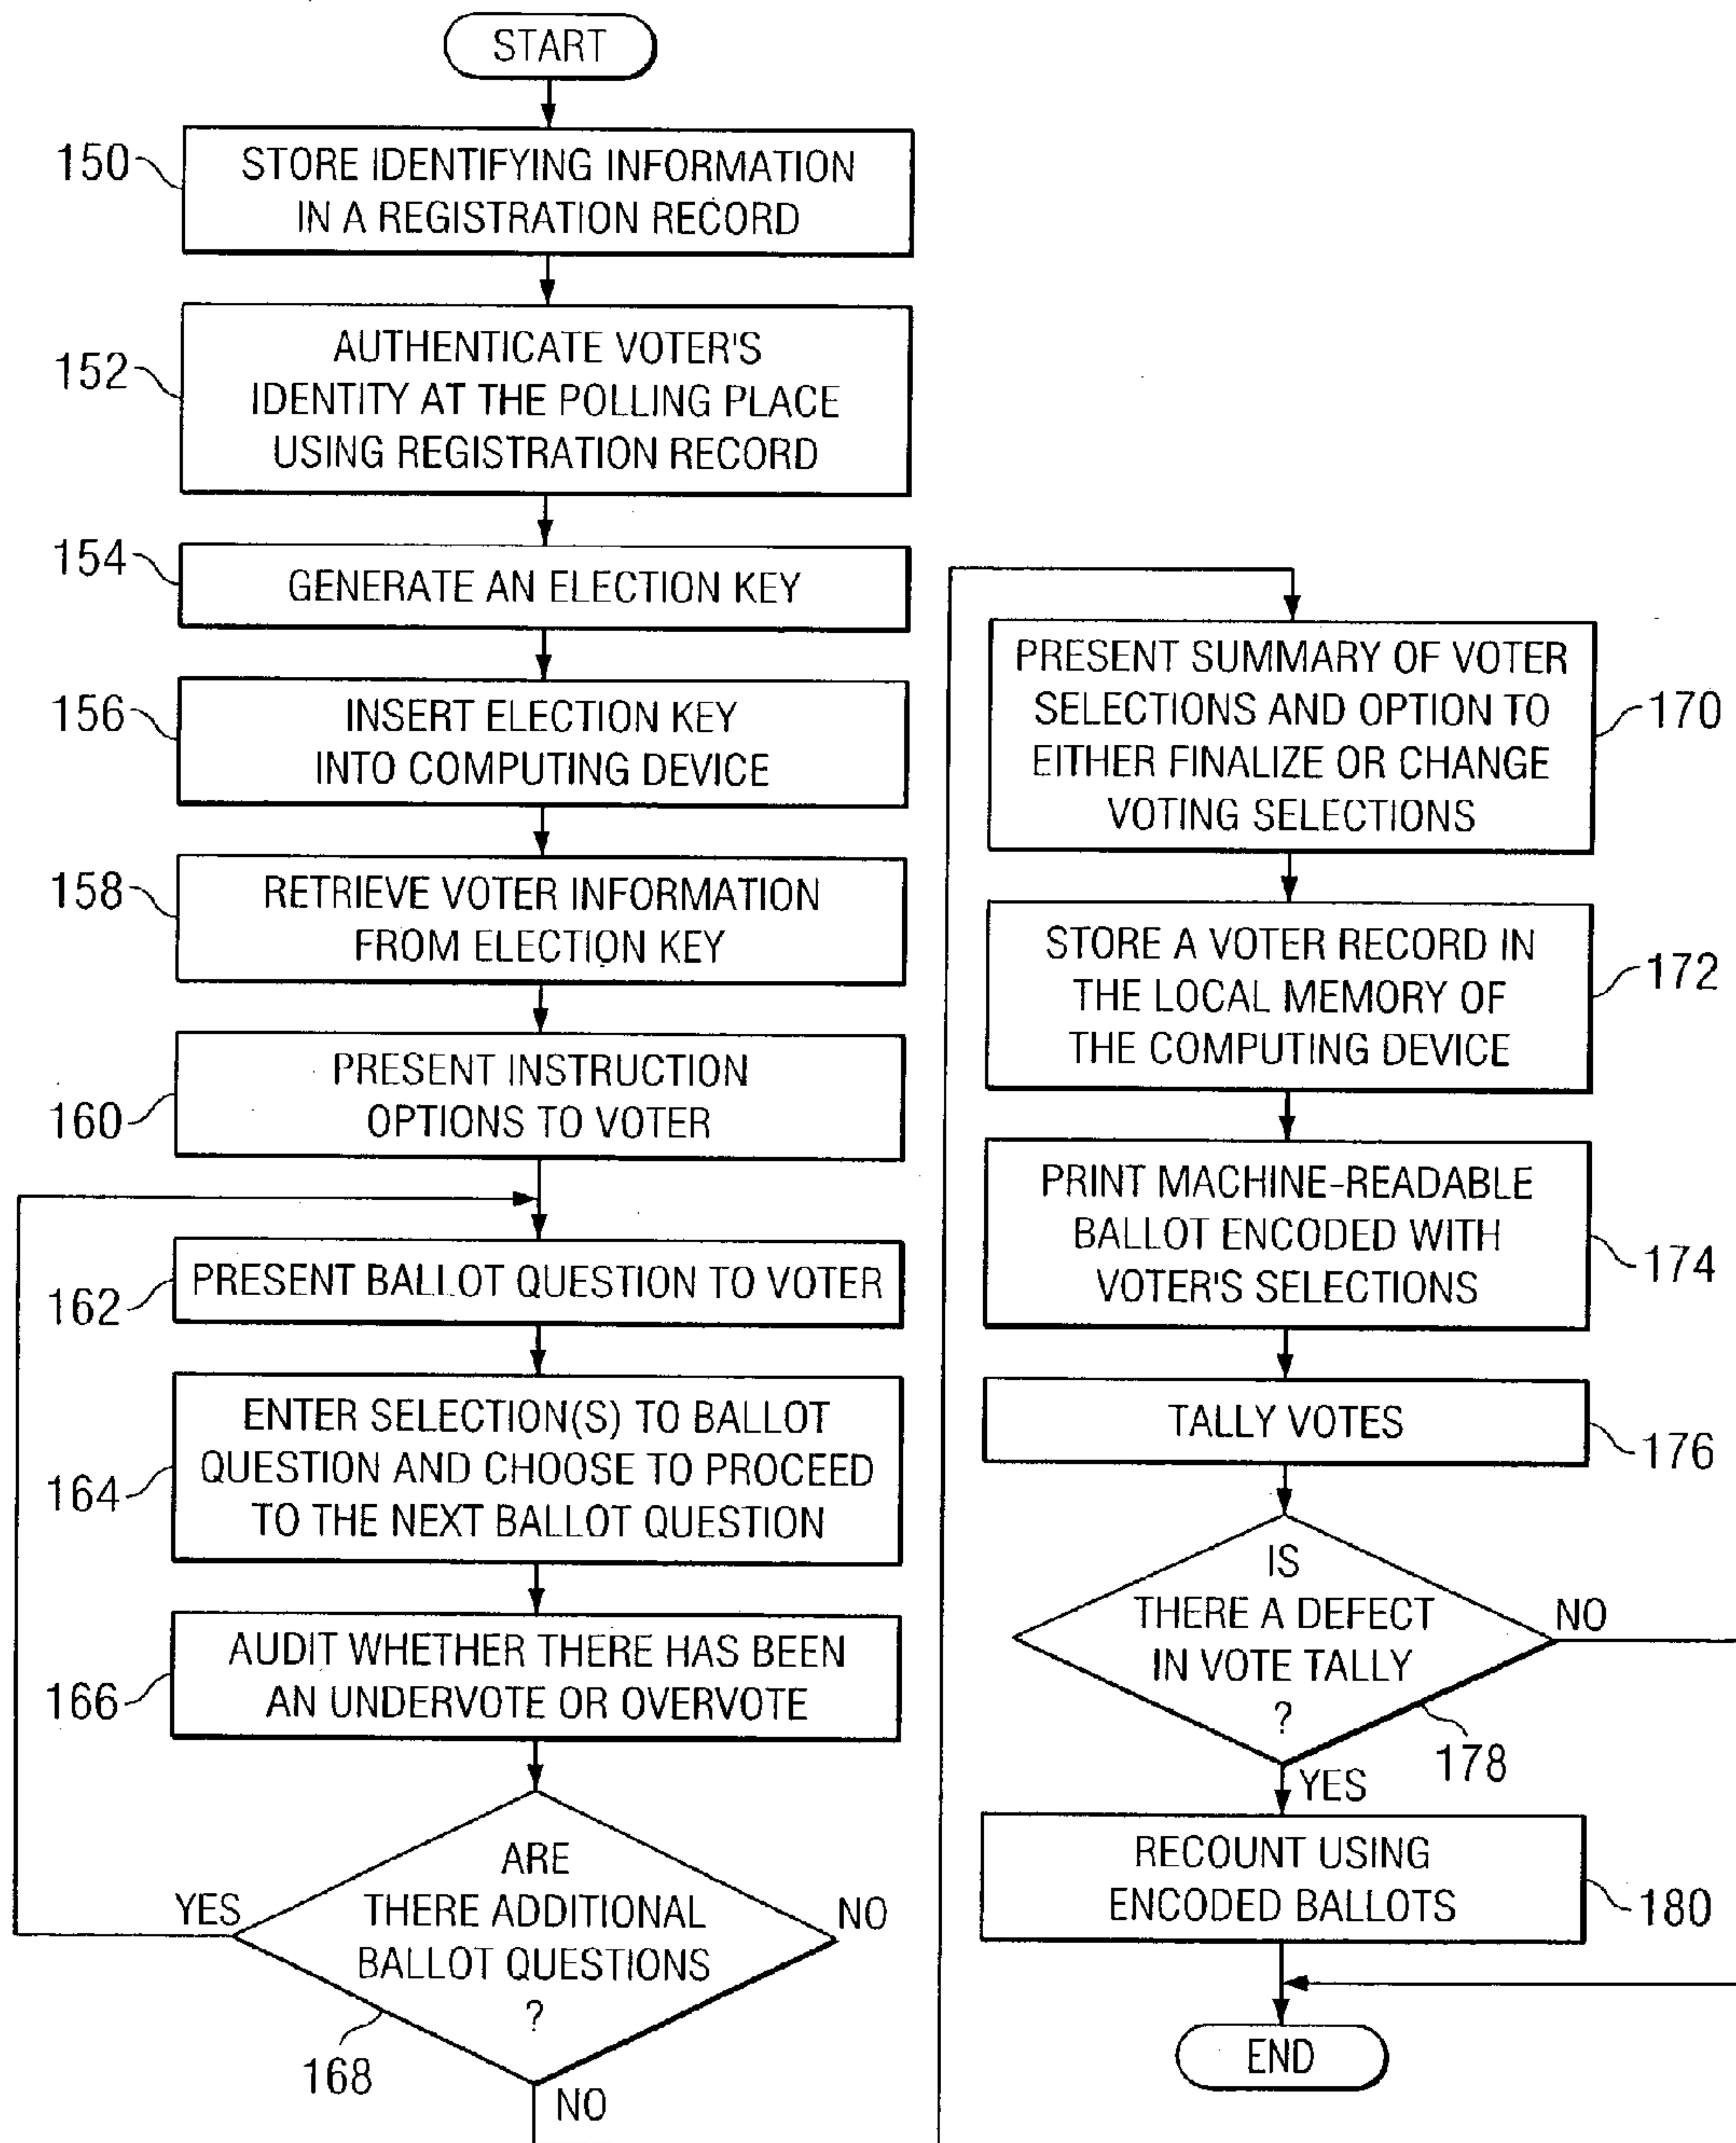 START
150
STORE IDENTIFYING INFORMATION
IN A REGISTRATION RECORD
152
AUTHENTICATE VOTER'S
IDENTITY AT THE POLLING PLACE
USING REGISTRATION RECORD
154
GENERATE AN ELECTION KEY
156
INSERT ELECTION KEY
INTO COMPUTING DEVICE
158
RETRIEVE VOTER INFORMATION
FROM ELECTION KEY
160
PRESENT INSTRUCTION
OPTIONS TO VOTER
162
PRESENT BALLOT QUESTION TO VOTER
164
ENTER SELECTION(S) TO BALLOT
QUESTION AND CHOOSE TO PROCEED
TO THE NEXT BALLOT QUESTION
166
AUDIT WHETHER THERE HAS BEEN
AN UNDERVOTE OR OVERVOTE
YES
ARE
THERE ADDITIONAL
BALLOT QUESTIONS
?
NO
168
NO
PRESENT SUMMARY OF VOTER
SELECTIONS AND OPTION TO
EITHER FINALIZE OR CHANGE
VOTING SELECTIONS
170
STORE A VOTER RECORD IN
THE LOCAL MEMORY OF
THE COMPUTING DEVICE
172
PRINT MACHINE-READABLE
BALLOT ENCODED WITH
VOTER'S SELECTIONS
174
TALLY VOTES
176
IS
THERE A DEFECT
IN VOTE TALLY
?
NO
178
YES
RECOUNT USING
ENCODED BALLOTS
180
END